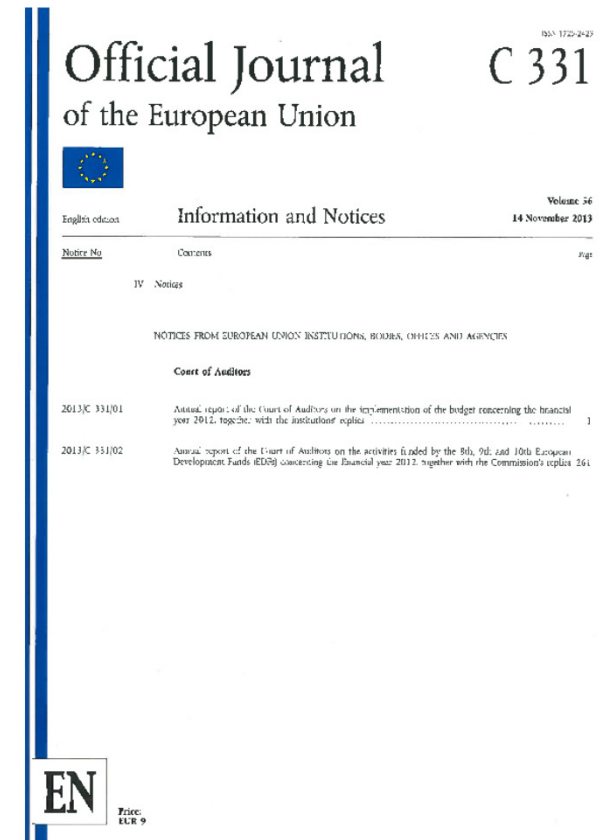 ISSN 1725-2423
Official Journal
of the European Union
C 331
Volume 56
English edition
Information and Notices
14 November 2013
Notice No
Contents
Page
IV Notices
NOTICES FROM EUROPEAN UNION INSTITUTIONS, BODIES, OFFICES AND AGENCIES
Court of Auditors
2013/C 331/01
Annual report of the Court of Auditors on the implementation of the budget concerning the financial
year 2012, together with the institutions' replies ........................................ ......... 1
2013/C 331/02
Annual report of the Court of Auditors on the activities funded by the 8th, 9th and 10th European
Development Funds (EDFs) concerning the financial year 2012, together with the Commission's replies 261
EN
Price:
EUR 9